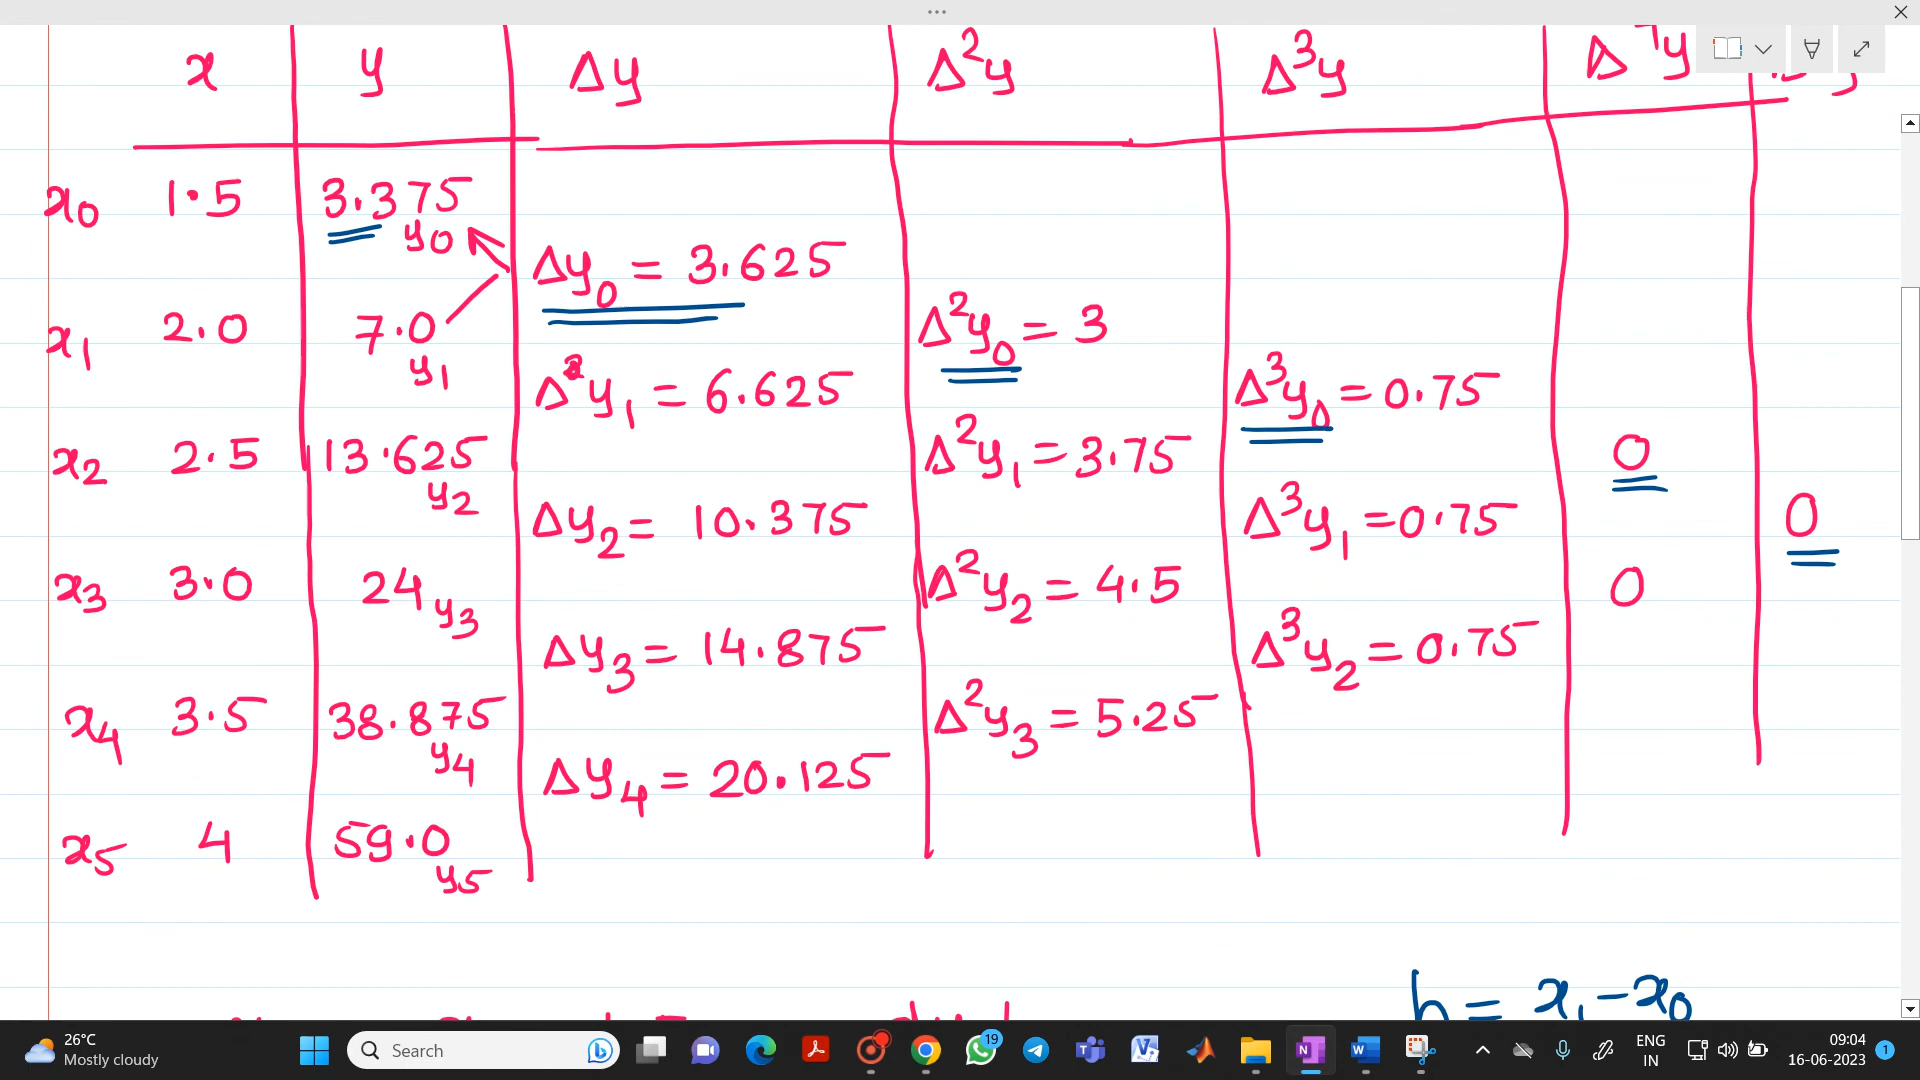 x y Δy Δ²y Δ³y Δ⁴y
x₀ 1.5 3.375
y₀
Δy₀ = 3.625
x₁ 2.0 7.0 Δ²y₀ = 3
y₁
Δ²y₁ = 6.625 Δ³y₀ = 0.75
x₂ 2.5 13.625 Δ²y₁ = 3.75 0
y₂
Δy₂ = 10.375 Δ³y₁ = 0.75 0
x₃ 3.0 24 y₃ Δ²y₂ = 4.5 0
Δy₃ = 14.875 Δ³y₂ = 0.75
x₄ 3.5 38.875 Δ²y₃ = 5.25
y₄
Δy₄ = 20.125
x₅ 4 59.0
y₅
h = x₁ - x₀
26°C
Mostly cloudy
Search
19
ENG
IN
09:04
16-06-2023
1